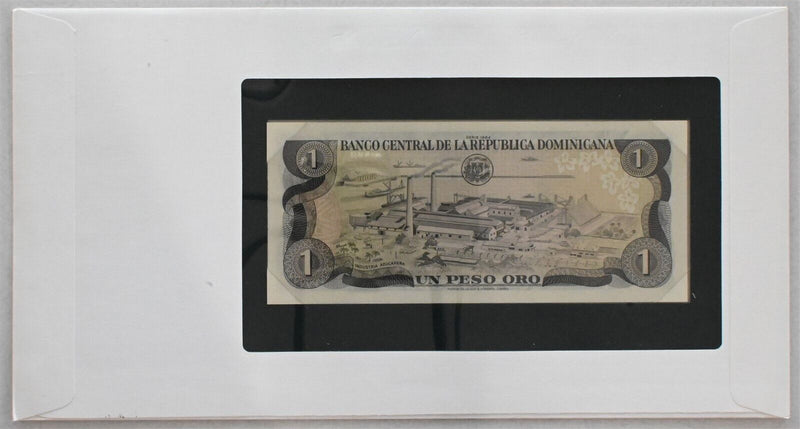 SERIE 1984
BANCO CENTRAL DE LA REPUBLICA DOMINICANA
1 1
1 1
INDUSTRIA AZUCARERA
UN PESO ORO